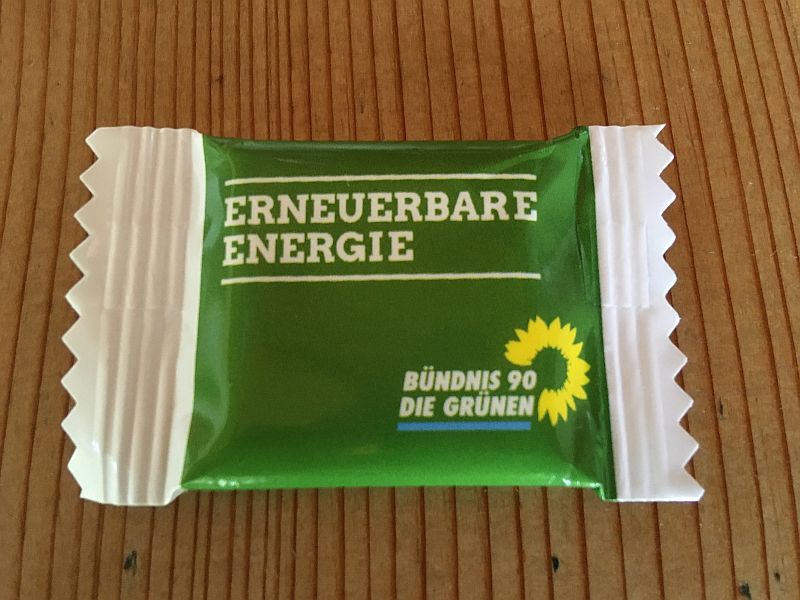 ERNEUERBARE
ENERGIE
BÜNDNIS 90
DIE GRÜNEN